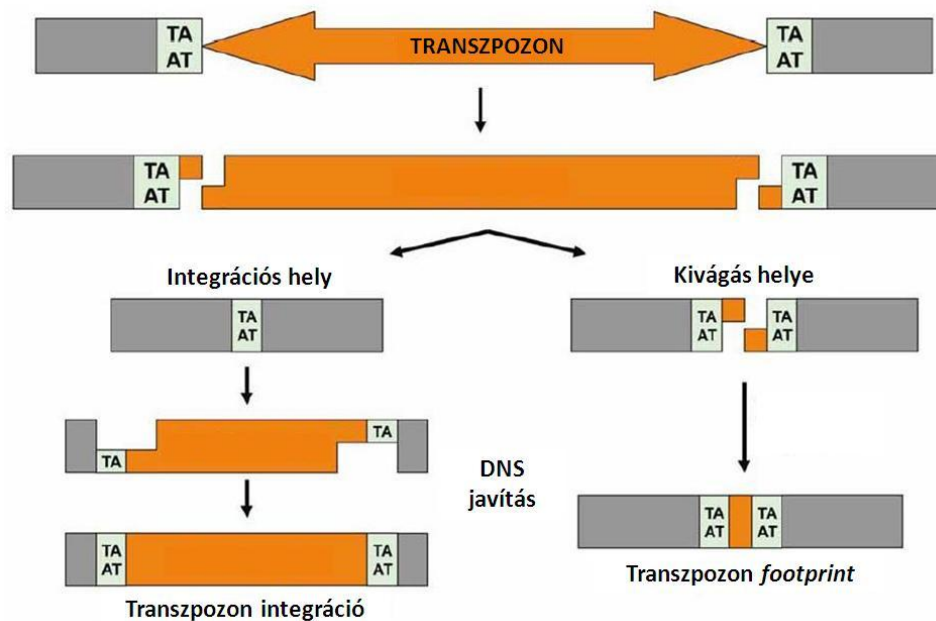 TA
AT
TRANSZPOZON
TA
AT
TA
AT
TA
AT
Integrációs hely
TA
AT
Kivágás helye
TA
AT
TA
AT
TA
TA
DNS
javítás
TA
AT
TA
AT
Transzpozon integráció
TA
AT
TA
AT
Transzpozon footprint